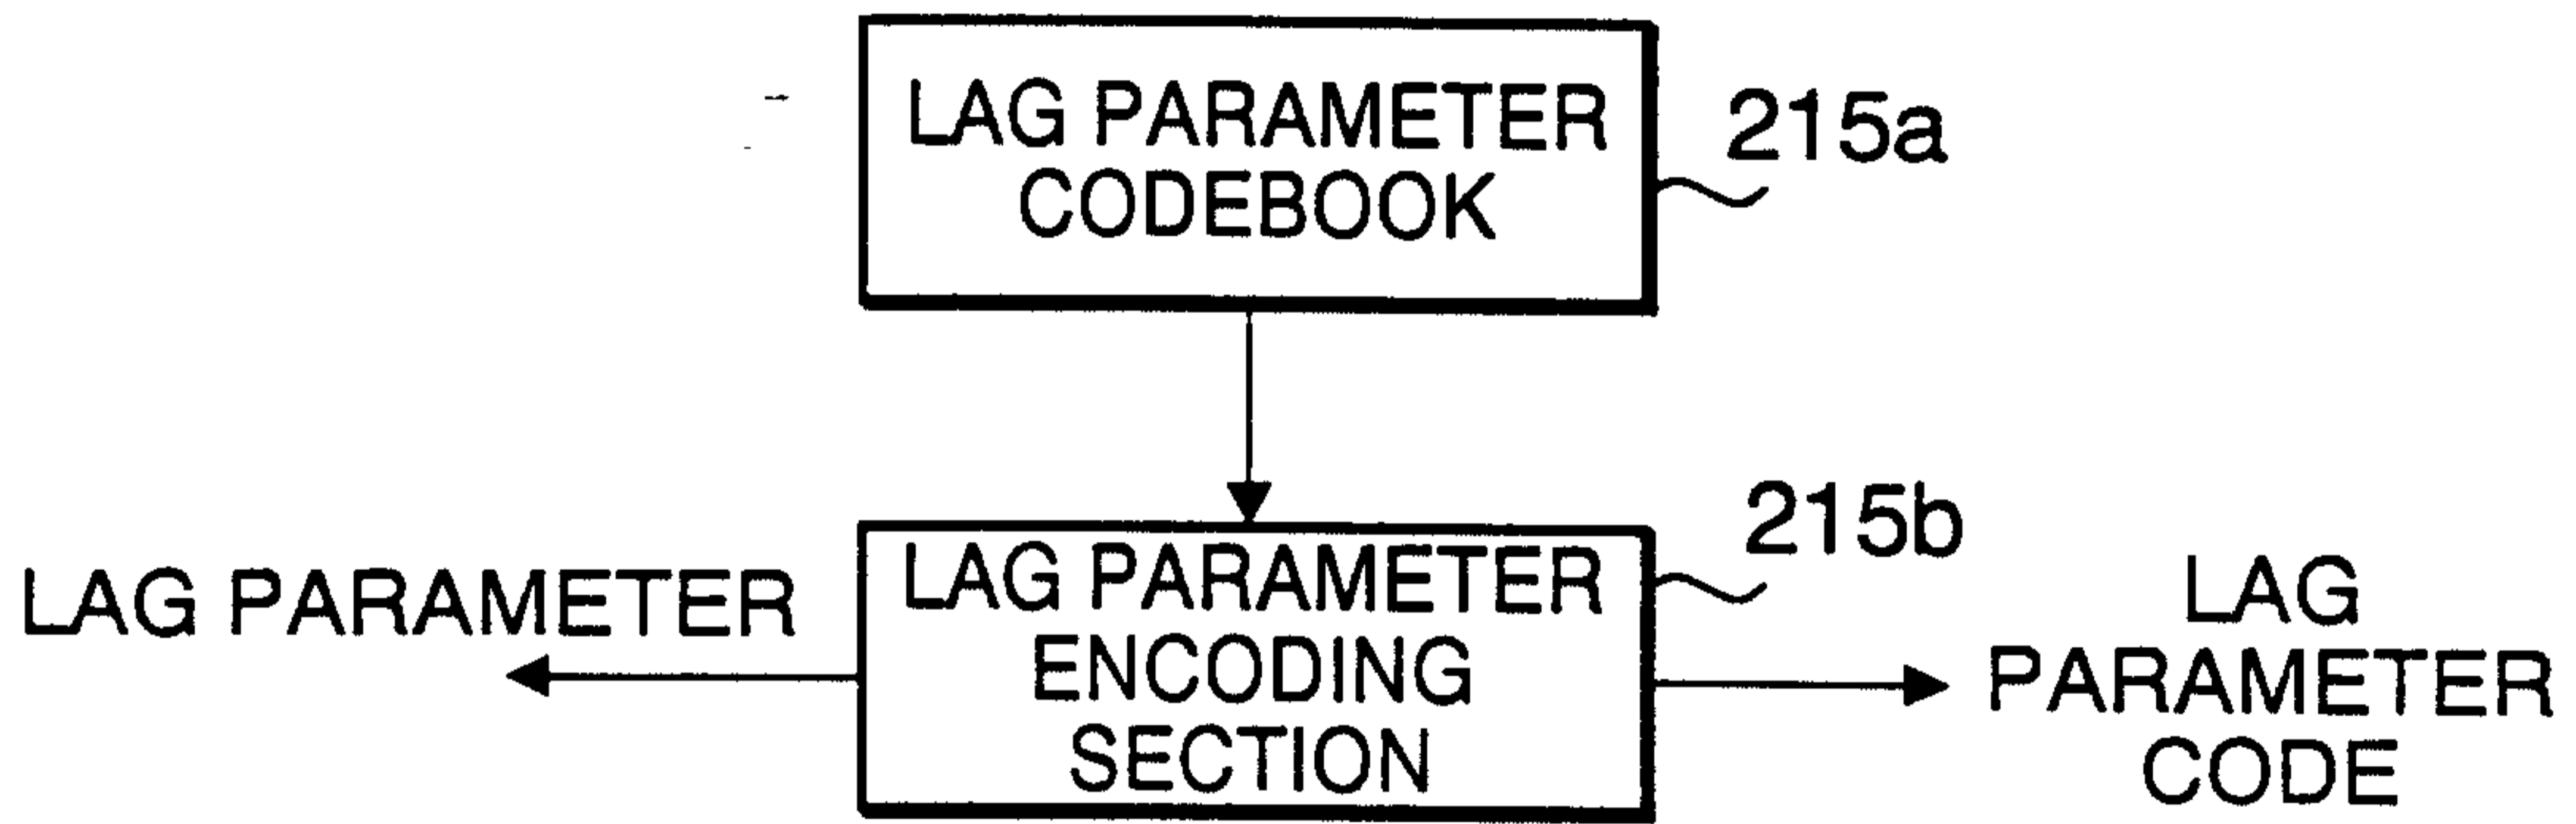 LAG PARAMETER
CODEBOOK
215a
LAG PARAMETER
LAG PARAMETER
ENCODING
SECTION
215b
LAG
PARAMETER
CODE